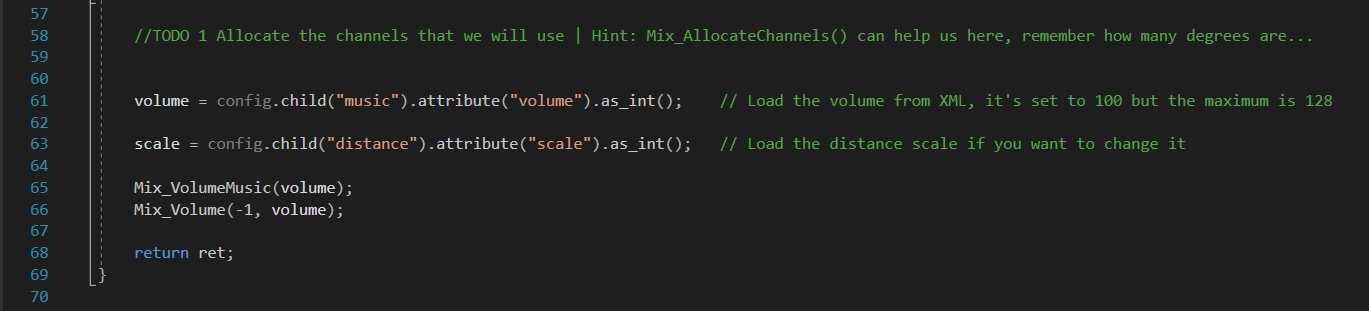 57
58 //TODO 1 Allocate the channels that we will use | Hint: Mix_AllocateChannels() can help us here, remember how many degrees are...
59
60
61 volume = config.child("music").attribute("volume").as_int(); // Load the volume from XML, it's set to 100 but the maximum is 128
62
63 scale = config.child("distance").attribute("scale").as_int(); // Load the distance scale if you want to change it
64
65 Mix_VolumeMusic(volume);
66 Mix_Volume(-1, volume);
67
68 return ret;
69 }
70